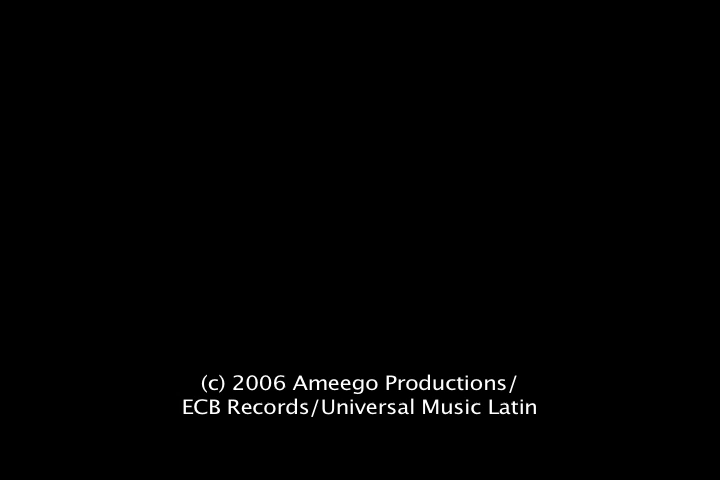 (c) 2006 Ameego Productions/
ECB Records/Universal Music Latin